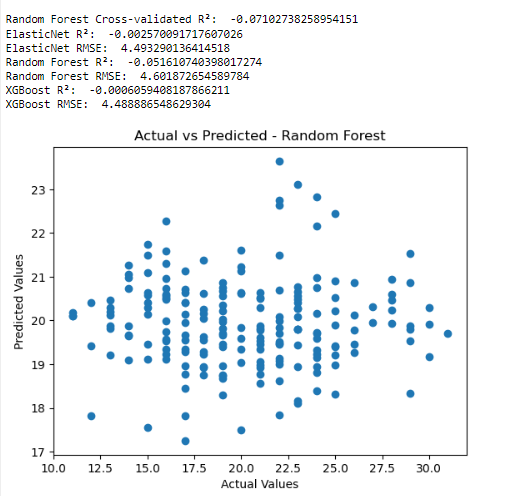 Random Forest Cross-validated R²:  -0.07102738258954151
ElasticNet R²:  -0.002570091717607026
ElasticNet RMSE:  4.493290136414518
Random Forest R²:  -0.051610740398017274
Random Forest RMSE:  4.601872654589784
XGBoost R²:  -0.0006059408187866211
XGBoost RMSE:  4.488886548629304
Actual vs Predicted - Random Forest
23
22
21
20
19
18
17
Predicted Values
10.0 12.5 15.0 17.5 20.0 22.5 25.0 27.5 30.0
Actual Values